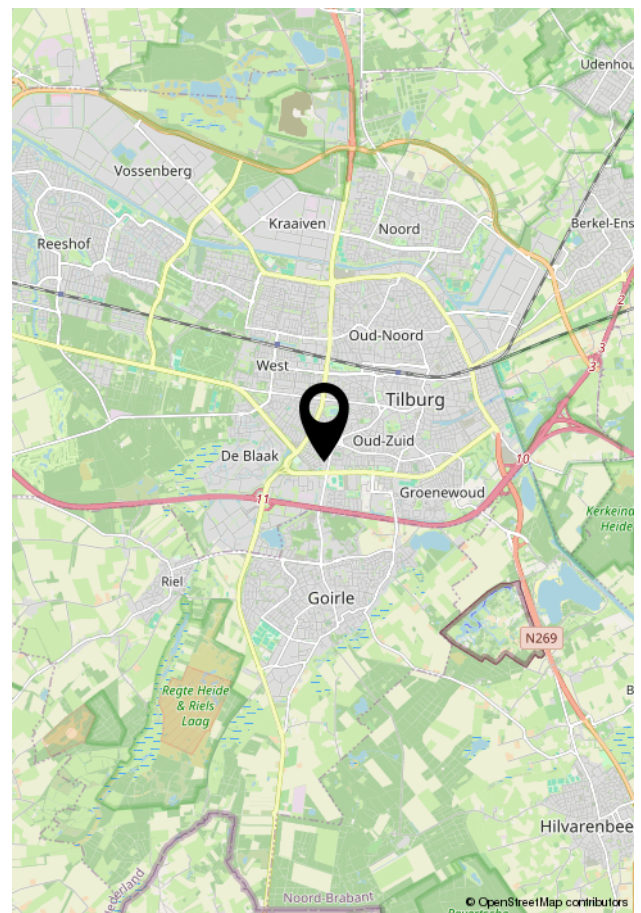 Udenhou
Vossenberg
Kraaiven
Noord
Berkel-Ens
Reeshof
2
Oud-Noord
3
West
3
Tilburg
Oud-Zuid
De Blaak
10
11
Groenewoud
Kerkeind
Heide
Riel
Goirle
N269
Regte Heide
& Riels
Laag
B
Hilvarenbee
ederland
Noord-Brabant
© OpenStreetMap contributors